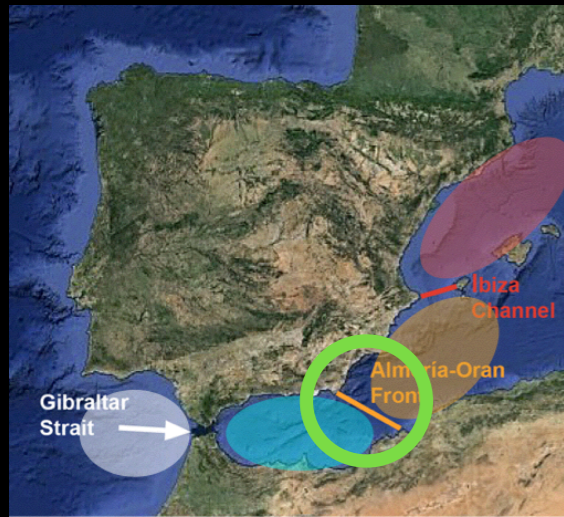 Ibiza
Channel
Almería-Oran
Front
Gibraltar
Strait